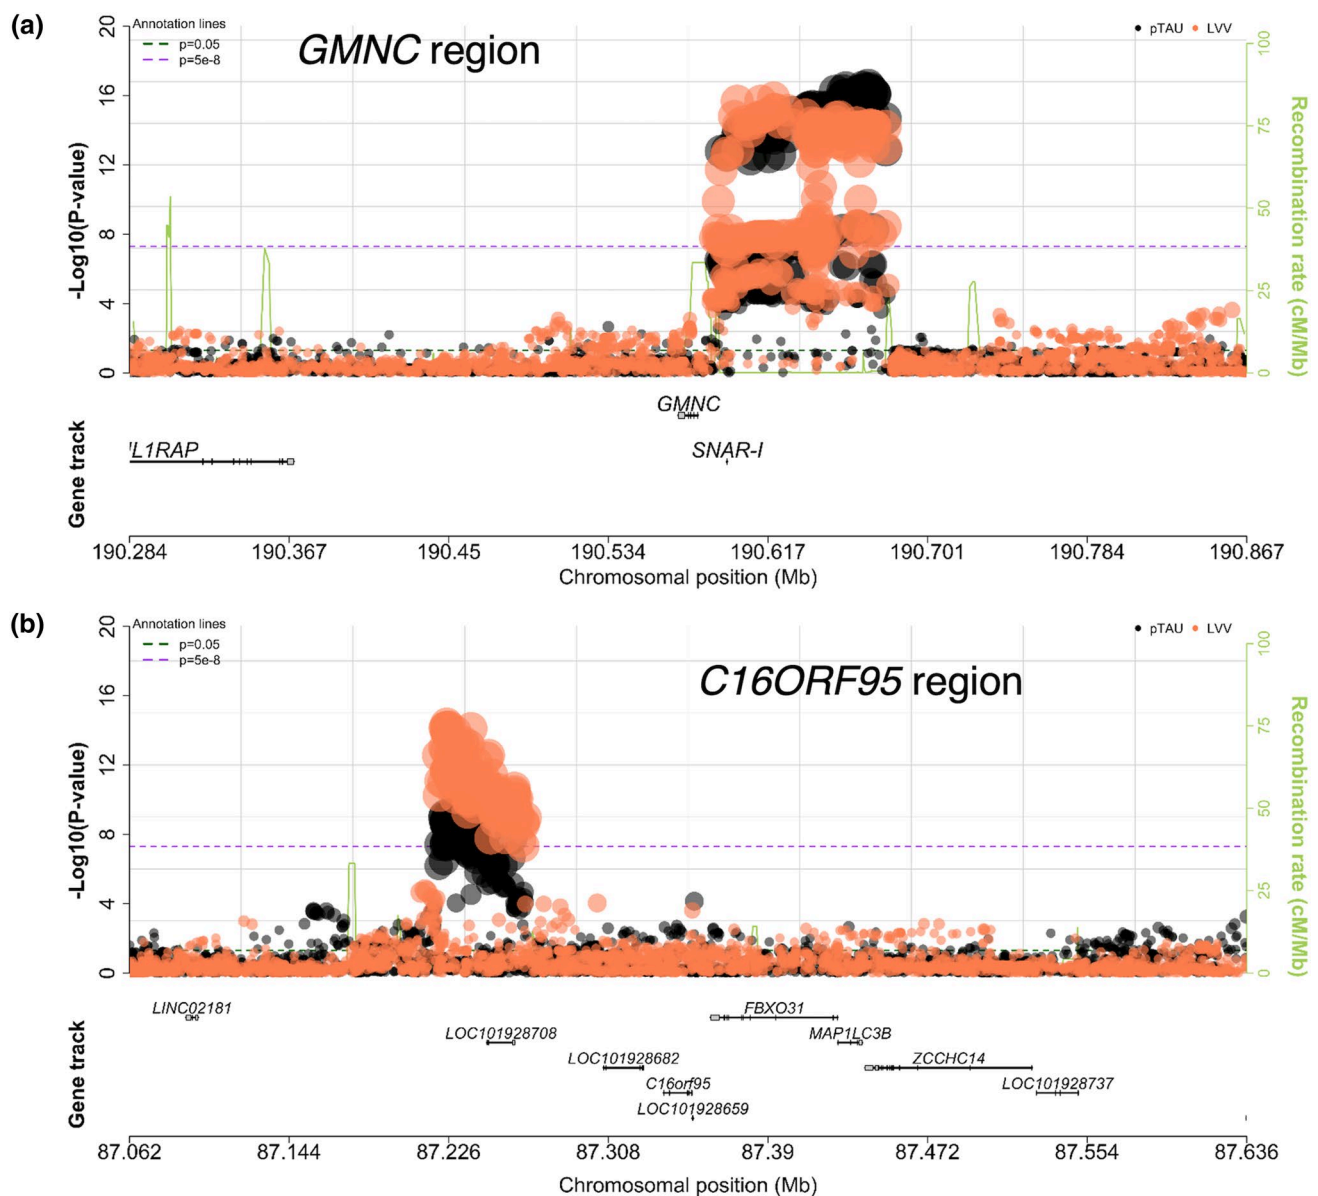 (a)
Annotation lines
p=0.05
p=5e-8
GMNC region
pTAU LVV
20
16
12
8
4
0
-Log10(P-value)
100
75
50
25
0
Recombination rate (cM/Mb)
Gene track
GMNC
IL1RAP
SNAR-I
190.284 190.367 190.45 190.534 190.617 190.701 190.784 190.867
Chromosomal position (Mb)
(b)
Annotation lines
p=0.05
p=5e-8
C16ORF95 region
pTAU LVV
20
16
12
8
4
0
-Log10(P-value)
100
75
50
25
0
Recombination rate (cM/Mb)
Gene track
LINC02181
FBXO31
LOC101928708
MAP1LC3B
LOC101928682
ZCCHC14
C16orf95
LOC101928737
LOC101928659
87.062 87.144 87.226 87.308 87.39 87.472 87.554 87.636
Chromosomal position (Mb)